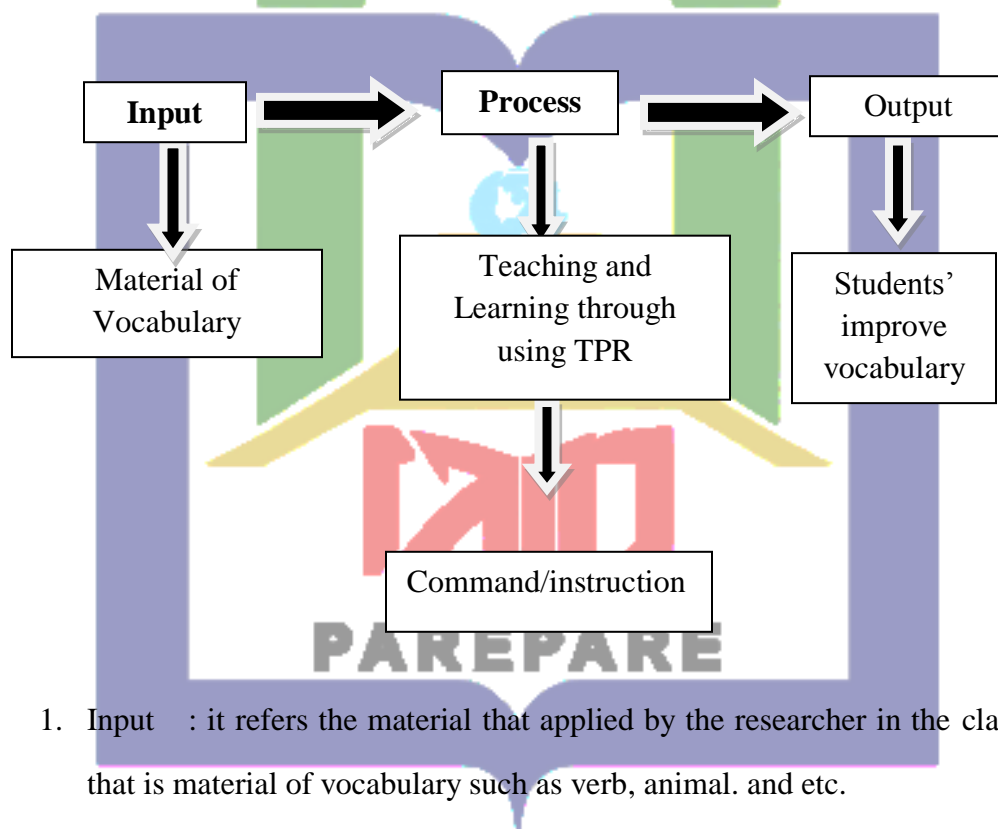 Input
Process
Output
Material of
Vocabulary
Teaching and
Learning through
using TPR
Students’
improve
vocabulary
Command/instruction
PAREPARE
1. Input : it refers the material that applied by the researcher in the cla
that is material of vocabulary such as verb, animal. and etc.